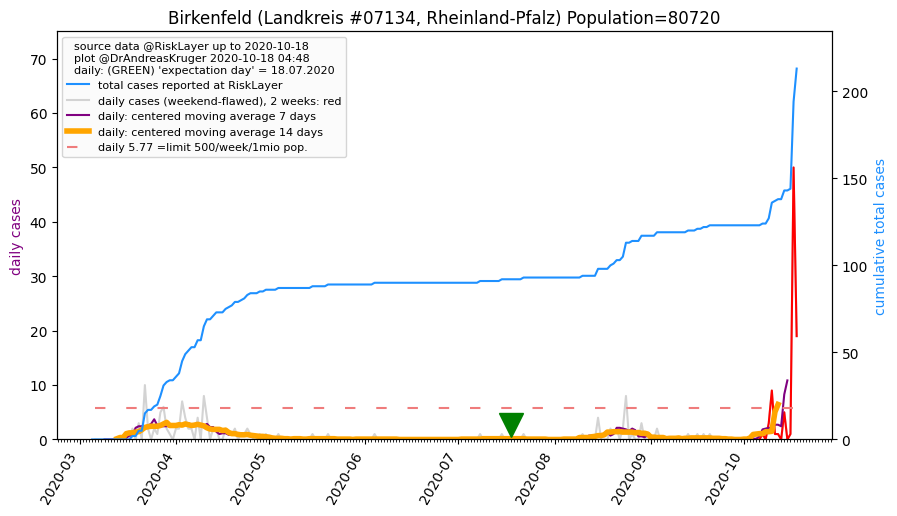 Birkenfeld (Landkreis #07134, Rheinland-Pfalz) Population=80720
source data @RiskLayer up to 2020-10-18
plot @DrAndreasKruger 2020-10-18 04:48
daily: (GREEN) 'expectation day' = 18.07.2020
total cases reported at RiskLayer
daily cases (weekend-flawed), 2 weeks: red
daily: centered moving average 7 days
daily: centered moving average 14 days
daily 5.77 =limit 500/week/1mio pop.
daily cases
70
60
50
40
30
20
10
0
cumulative total cases
200
150
100
50
0
2020-03
2020-04
2020-05
2020-06
2020-07
2020-08
2020-09
2020-10